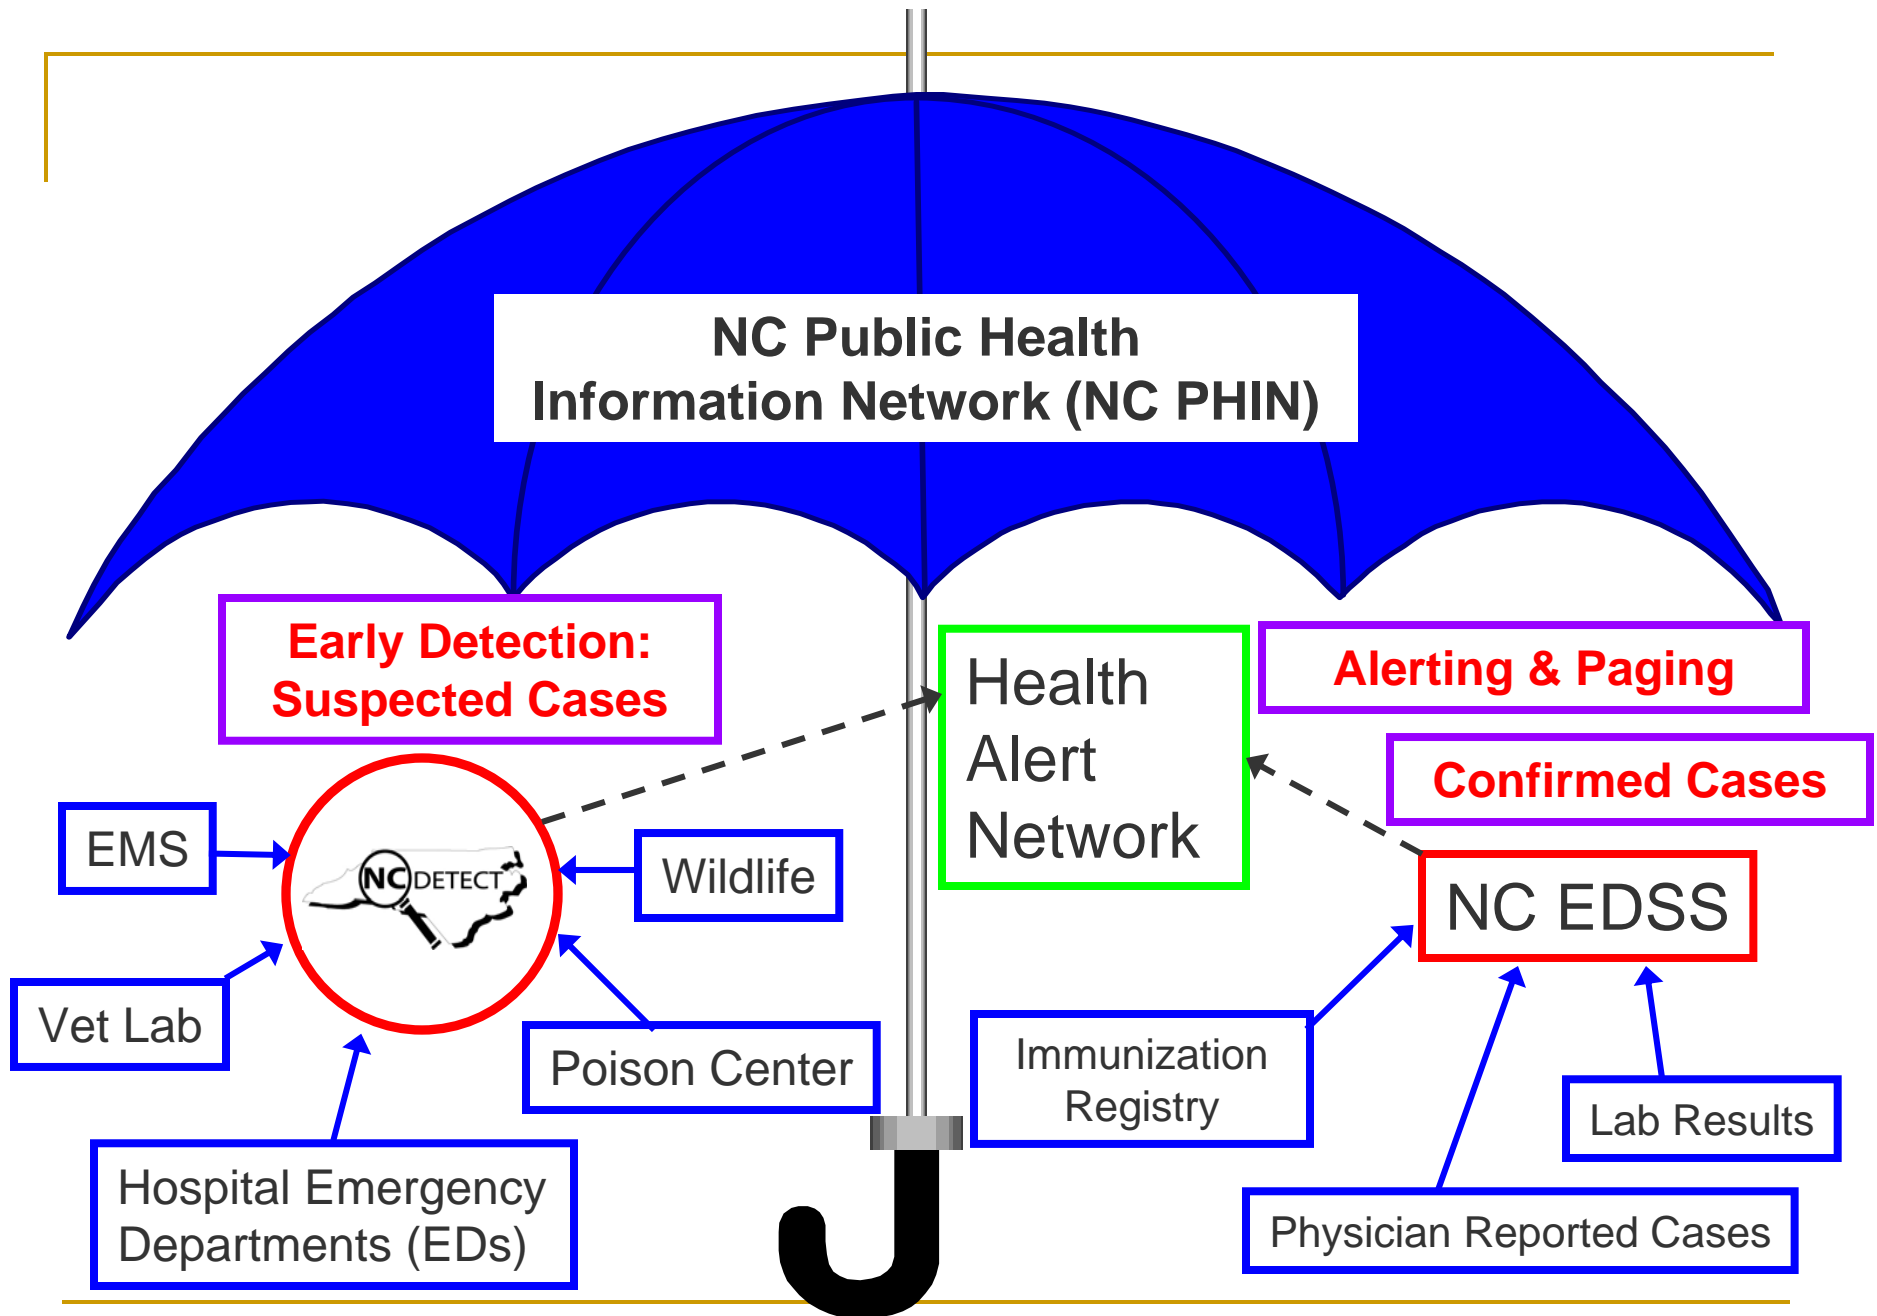 NC Public Health
Information Network (NC PHIN)
Early Detection:
Suspected Cases
Health
Alert
Network
Alerting & Paging
Confirmed Cases
EMS
NC DETECT
Wildlife
NC EDSS
Vet Lab
Poison Center
Immunization
Registry
Lab Results
Hospital Emergency
Departments (EDs)
Physician Reported Cases